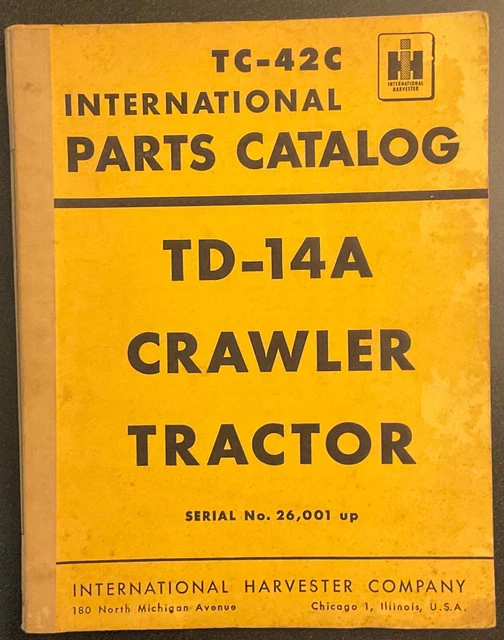 TC-42C
IH
INTERNATIONAL
HARVESTER
INTERNATIONAL
PARTS CATALOG
TD-14A
CRAWLER
TRACTOR
SERIAL No. 26,001 up
INTERNATIONAL HARVESTER COMPANY
180 North Michigan Avenue Chicago 1, Illinois, U.S.A.